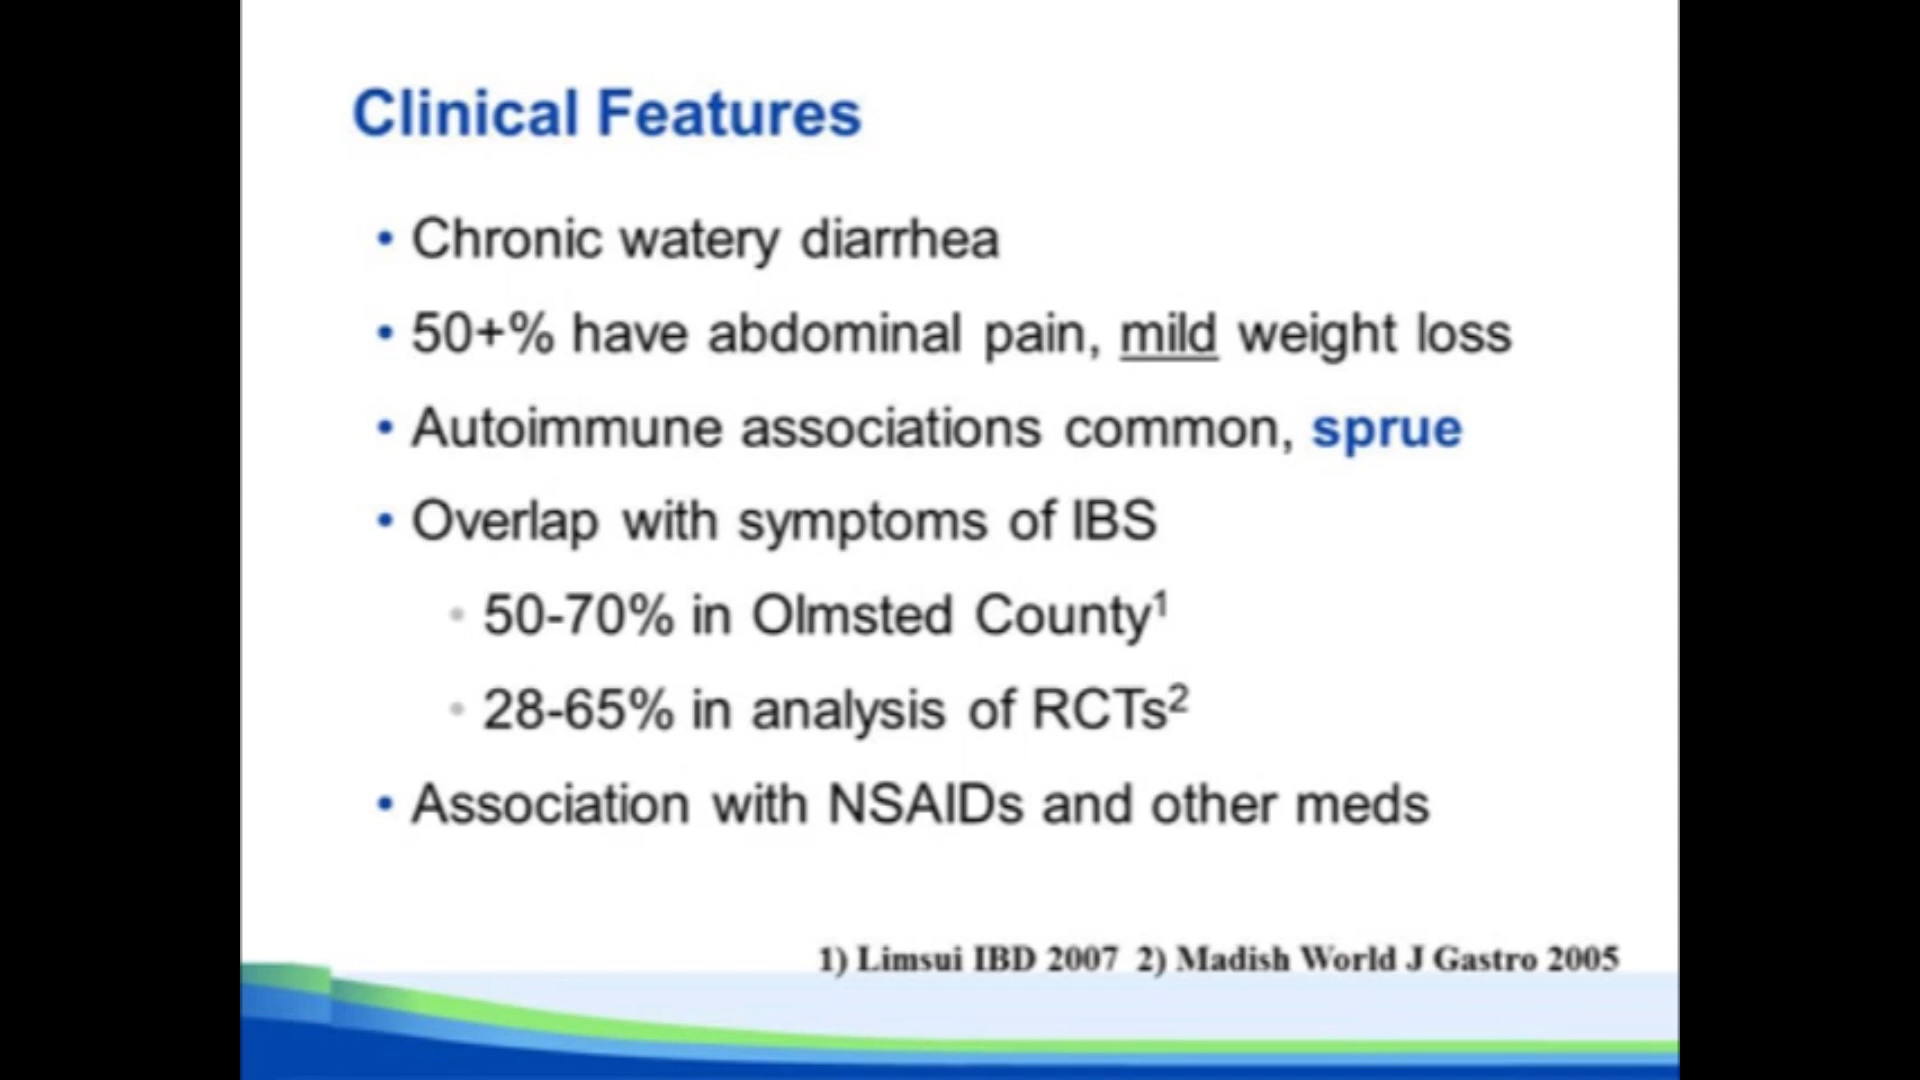 Clinical Features
• Chronic watery diarrhea
• 50+% have abdominal pain, mild weight loss
• Autoimmune associations common, sprue
• Overlap with symptoms of IBS
• 50-70% in Olmsted County¹
• 28-65% in analysis of RCTs²
• Association with NSAIDs and other meds
1) Limsui IBD 2007 2) Madish World J Gastro 2005